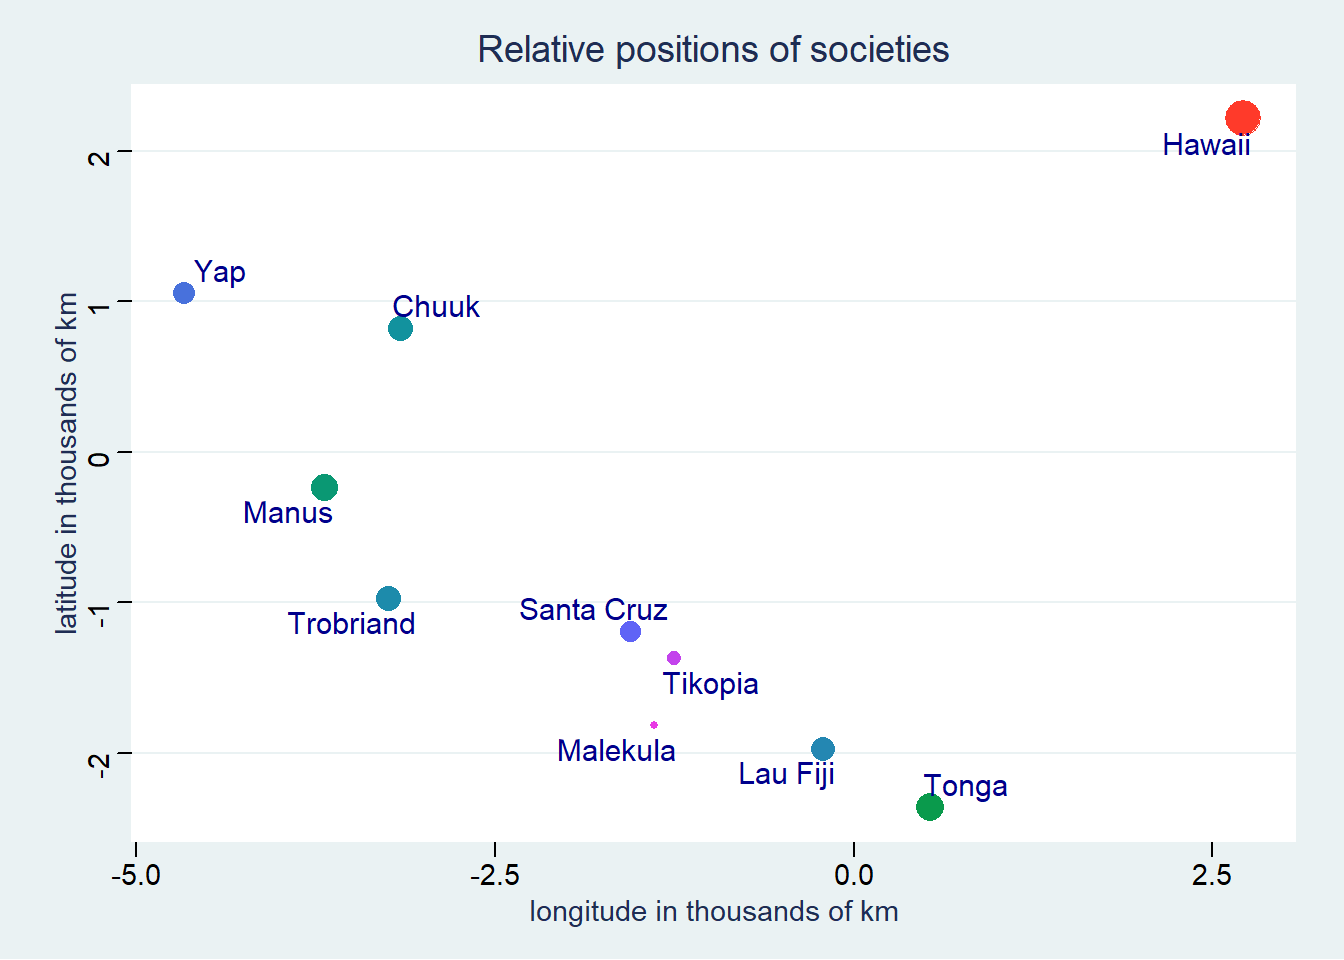 Relative positions of societies
Hawaii
2
Yap
Chuuk
1
latitude in thousands of km
0
Manus
-1
Santa Cruz
Trobriand
Tikopia
Malekula
-2
Lau Fiji
Tonga
-5.0 -2.5 0.0 2.5
longitude in thousands of km